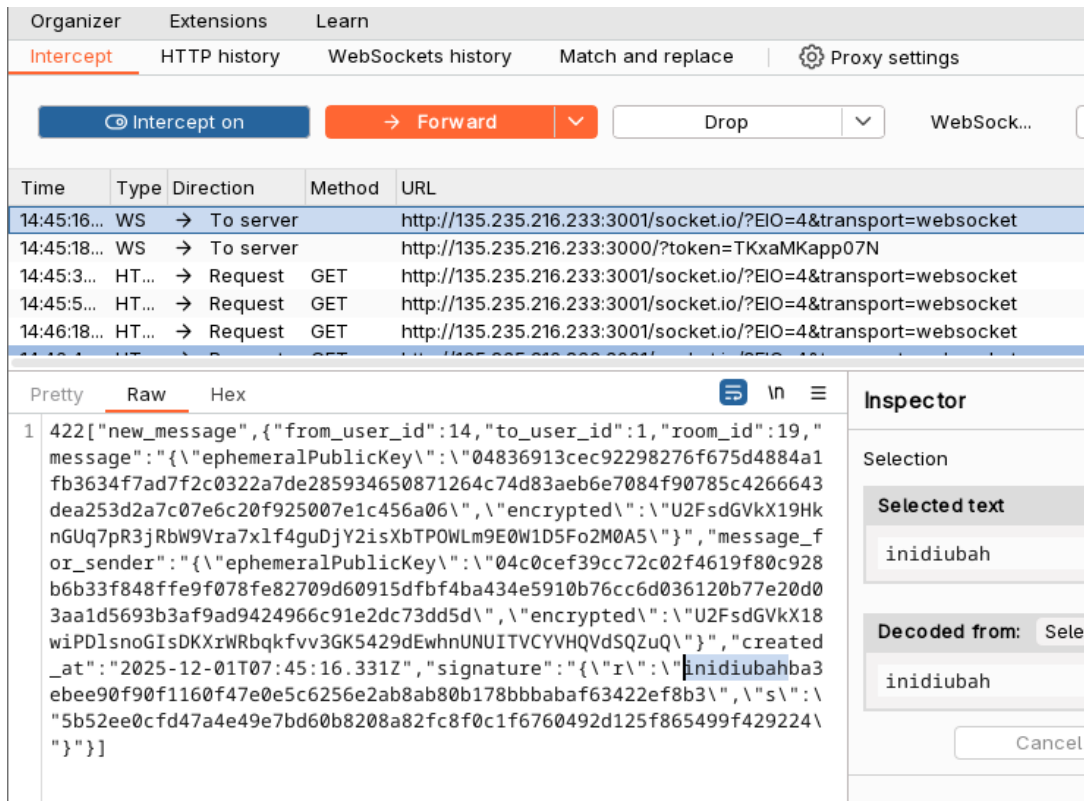 Organizer Extensions Learn
Intercept HTTP history WebSockets history Match and replace Proxy settings
Intercept on → Forward Drop WebSock...
Time Type Direction Method URL
14:45:16... WS → To server http://135.235.216.233:3001/socket.io/?EIO=4&transport=websocket
14:45:18... WS → To server http://135.235.216.233:3000/?token=TKxaMKapp07N
14:45:3... HT... → Request GET http://135.235.216.233:3001/socket.io/?EIO=4&transport=websocket
14:45:5... HT... → Request GET http://135.235.216.233:3001/socket.io/?EIO=4&transport=websocket
14:46:18... HT... → Request GET http://135.235.216.233:3001/socket.io/?EIO=4&transport=websocket
Pretty Raw Hex \n
1 422["new_message",{"from_user_id":14,"to_user_id":1,"room_id":19,"
message":"{\"ephemeralPublicKey\":\"04836913cec92298276f675d4884a1
fb3634f7ad7f2c0322a7de285934650871264c74d83aeb6e7084f90785c4266643
dea253d2a7c07e6c20f925007e1c456a06\",\"encrypted\":\"U2FsdGVkX19Hk
nGUq7pR3jRbW9Vra7xlf4guDjY2isXbTPOWLm9E0W1D5Fo2M0A5\"}","message_f
or_sender":"{\"ephemeralPublicKey\":\"04c0cef39cc72c02f4619f80c928
b6b33f848ffe9f078fe82709d60915dfbf4ba434e5910b76cc6d036120b77e20d0
3aa1d5693b3af9ad9424966c91e2dc73dd5d\",\"encrypted\":\"U2FsdGVkX18
wiPDlsnoGIsDKXrWRbqkfvv3GK5429dEwhnUNUITVCYVHQVdSQZuQ\"}","created
_at":"2025-12-01T07:45:16.331Z","signature":"{\"r\":\"inidiubahba3
ebee90f90f1160f47e0e5c6256e2ab8ab80b178bbbabaf63422ef8b3\",\"s\":\
"5b52ee0cfd47a4e49e7bd60b8208a82fc8f0c1f6760492d125f865499f429224\
"}"}]
Inspector
Selection
Selected text
inidiubah
Decoded from: Sele
inidiubah
Cancel